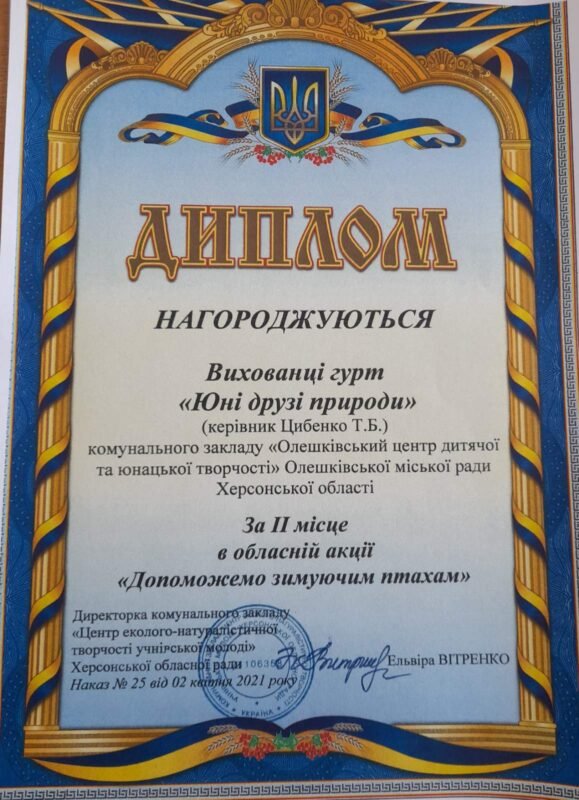 ДИПЛОМ
НАГОРОДЖУЮТЬСЯ
Вихованці гурт
«Юні друзі природи»
(керівник Цибенко Т.Б.)
комунального закладу «Олешківський центр дитячої
та юнацької творчості» Олешківської міської ради
Херсонської області
За ІІ місце
в обласній акції
«Допоможемо зимуючим птахам»
Директорка комунального закладу
«Центр еколого-натуралістичної
творчості учнівської молоді»
Херсонської обласної ради Ельвіра ВІТРЕНКО
Наказ № 25 від 02 квітня 2021 року
УКРАЇНА